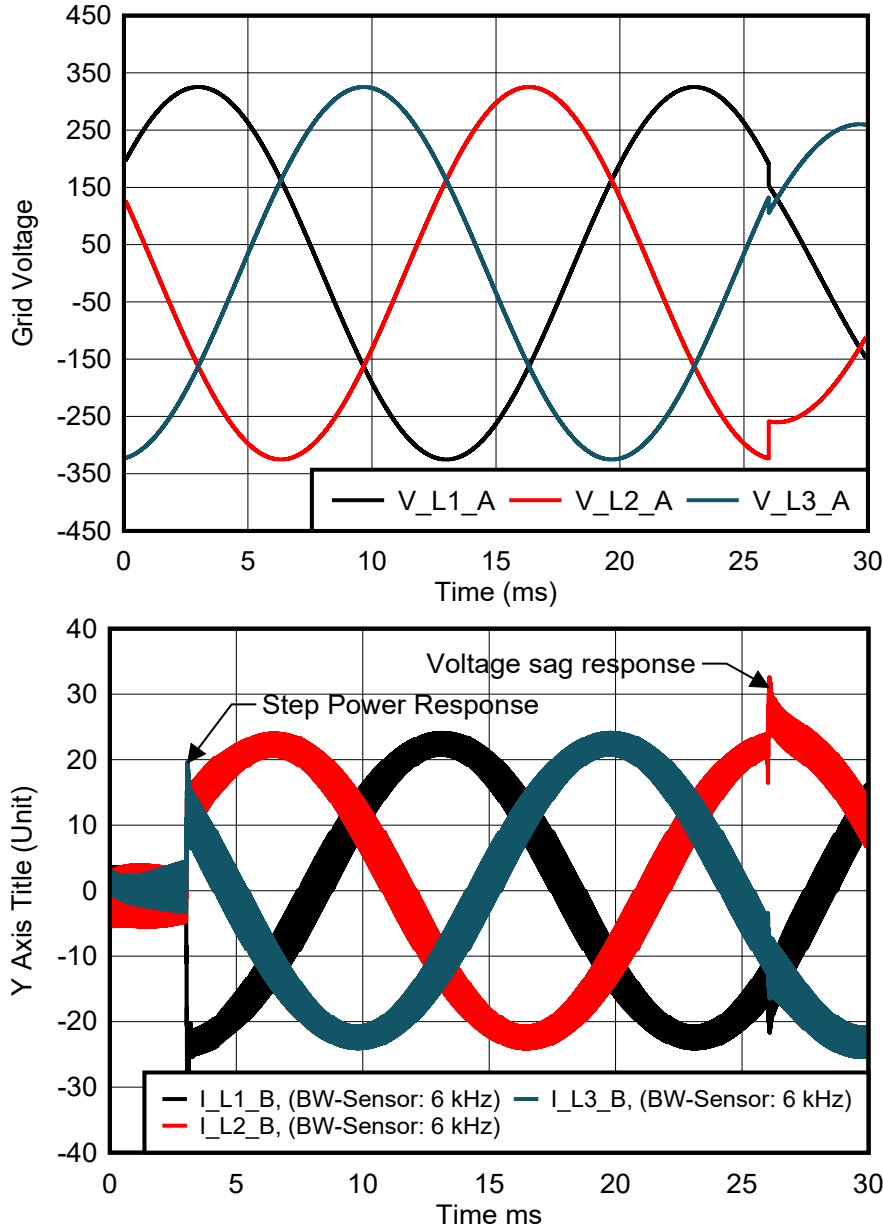 450
350
250
150
50
-50
-150
-250
-350
-450
Grid Voltage
V_L1_A V_L2_A V_L3_A
0 5 10 15 20 25 30
Time (ms)
40
30
20
10
0
-10
-20
-30
-40
Y Axis Title (Unit)
Voltage sag response
Step Power Response
I_L1_B, (BW-Sensor: 6 kHz) I_L3_B, (BW-Sensor: 6 kHz)
I_L2_B, (BW-Sensor: 6 kHz)
0 5 10 15 20 25 30
Time ms